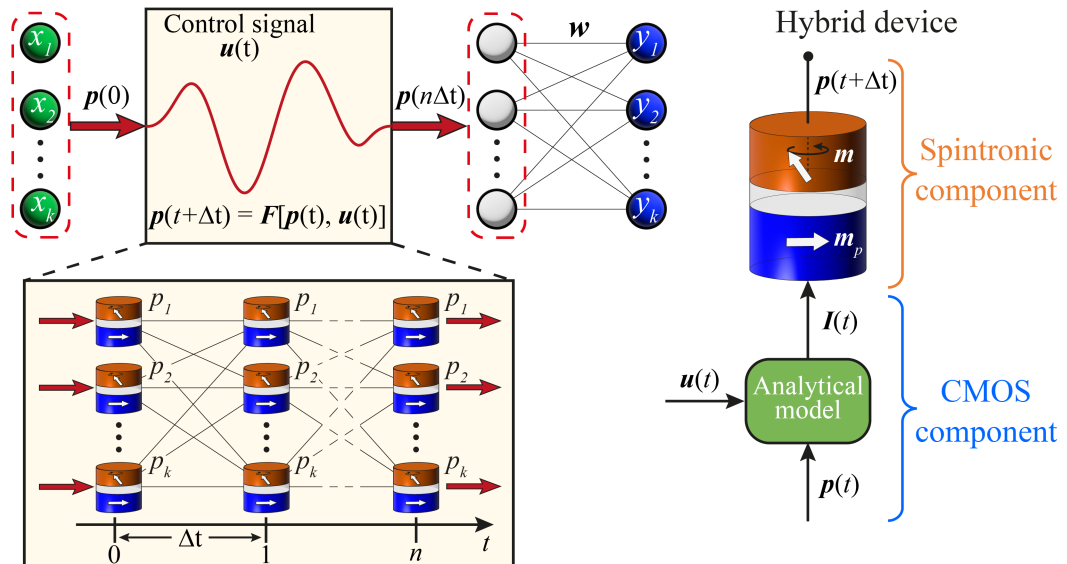 x1
x2
xk
p(0)
Control signal
u(t)
p(t+Δt) = F[p(t), u(t)]
p(nΔt)
w
y1
y2
yk
p1
p1
p1
p2
p2
p2
pk
pk
pk
Δt
0
1
n
t
Hybrid device
p(t+Δt)
m
mp
Spintronic
component
I(t)
u(t)
Analytical
model
CMOS
component
p(t)